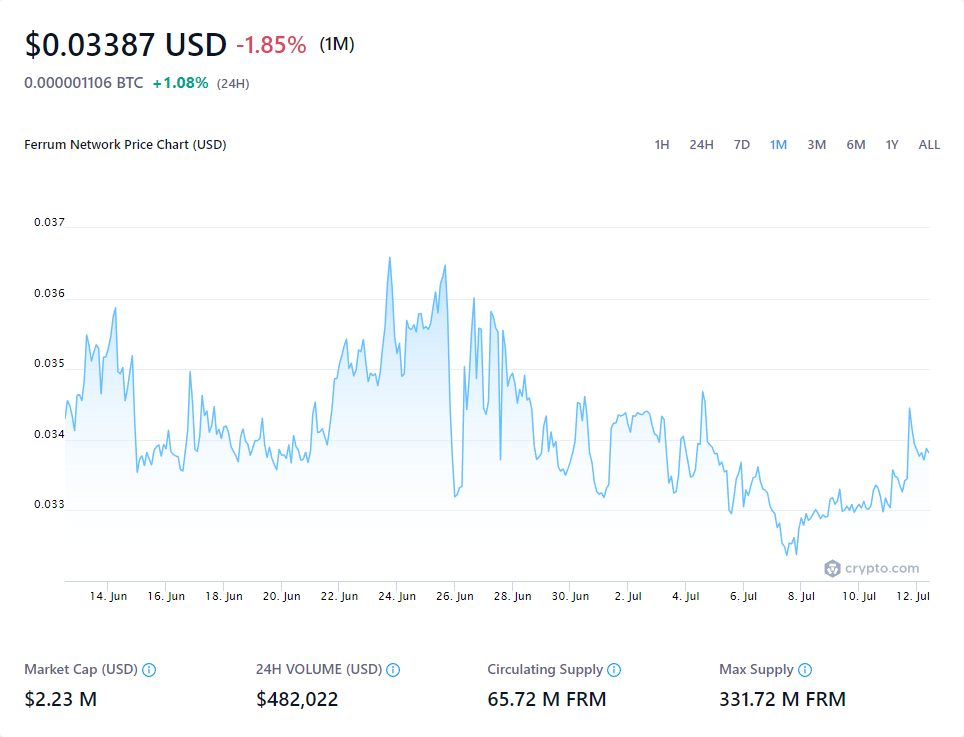 $0.03387 USD -1.85% (1M)
0.000001106 BTC +1.08% (24H)
Ferrum Network Price Chart (USD)
1H 24H 7D 1M 3M 6M 1Y ALL
0.037
0.036
0.035
0.034
0.033
crypto.com
14. Jun 16. Jun 18. Jun 20. Jun 22. Jun 24. Jun 26. Jun 28. Jun 30. Jun 2. Jul 4. Jul 6. Jul 8. Jul 10. Jul 12. Jul
Market Cap (USD) 24H VOLUME (USD) Circulating Supply Max Supply
$2.23 M $482,022 65.72 M FRM 331.72 M FRM